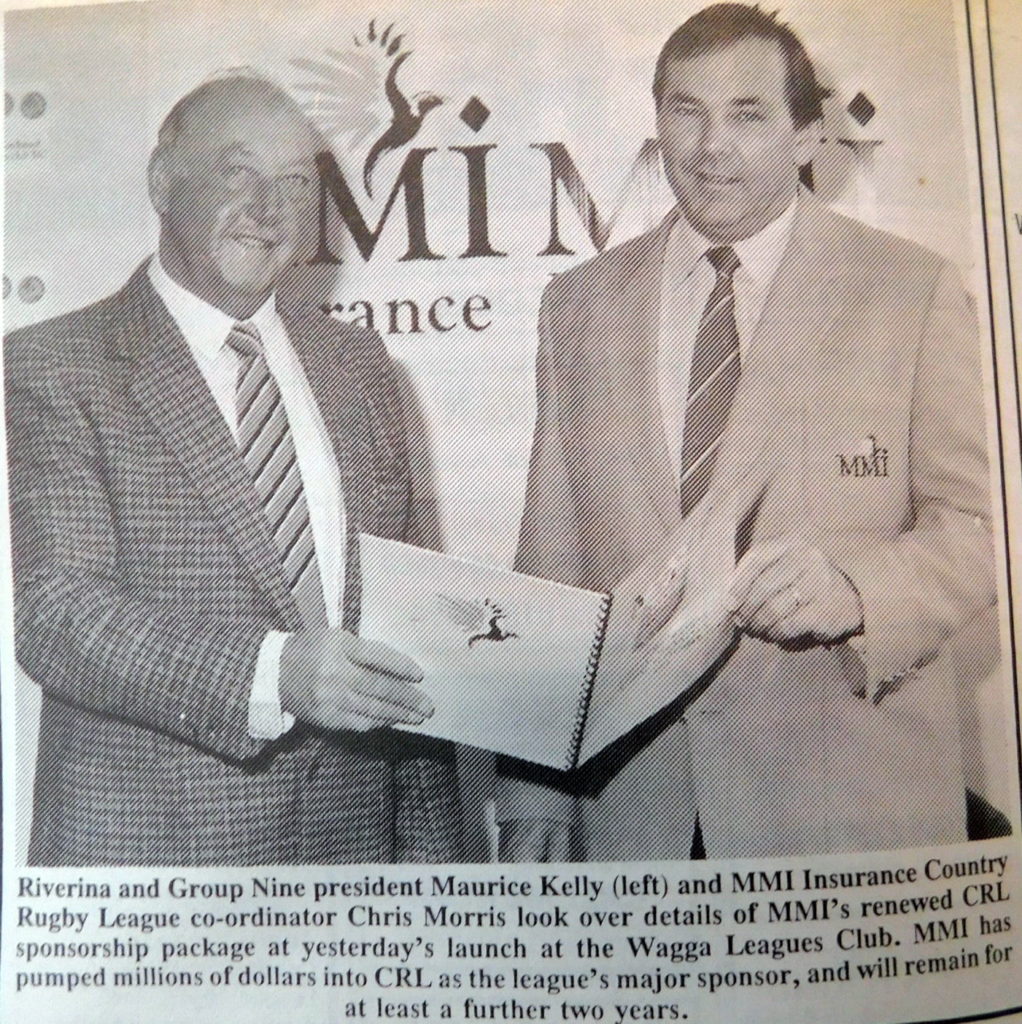 MMI M
rance
MMI
Riverina and Group Nine president Maurice Kelly (left) and MMI Insurance Country
Rugby League co-ordinator Chris Morris look over details of MMI's renewed CRL
sponsorship package at yesterday's launch at the Wagga Leagues Club. MMI has
pumped millions of dollars into CRL as the league's major sponsor, and will remain for
at least a further two years.